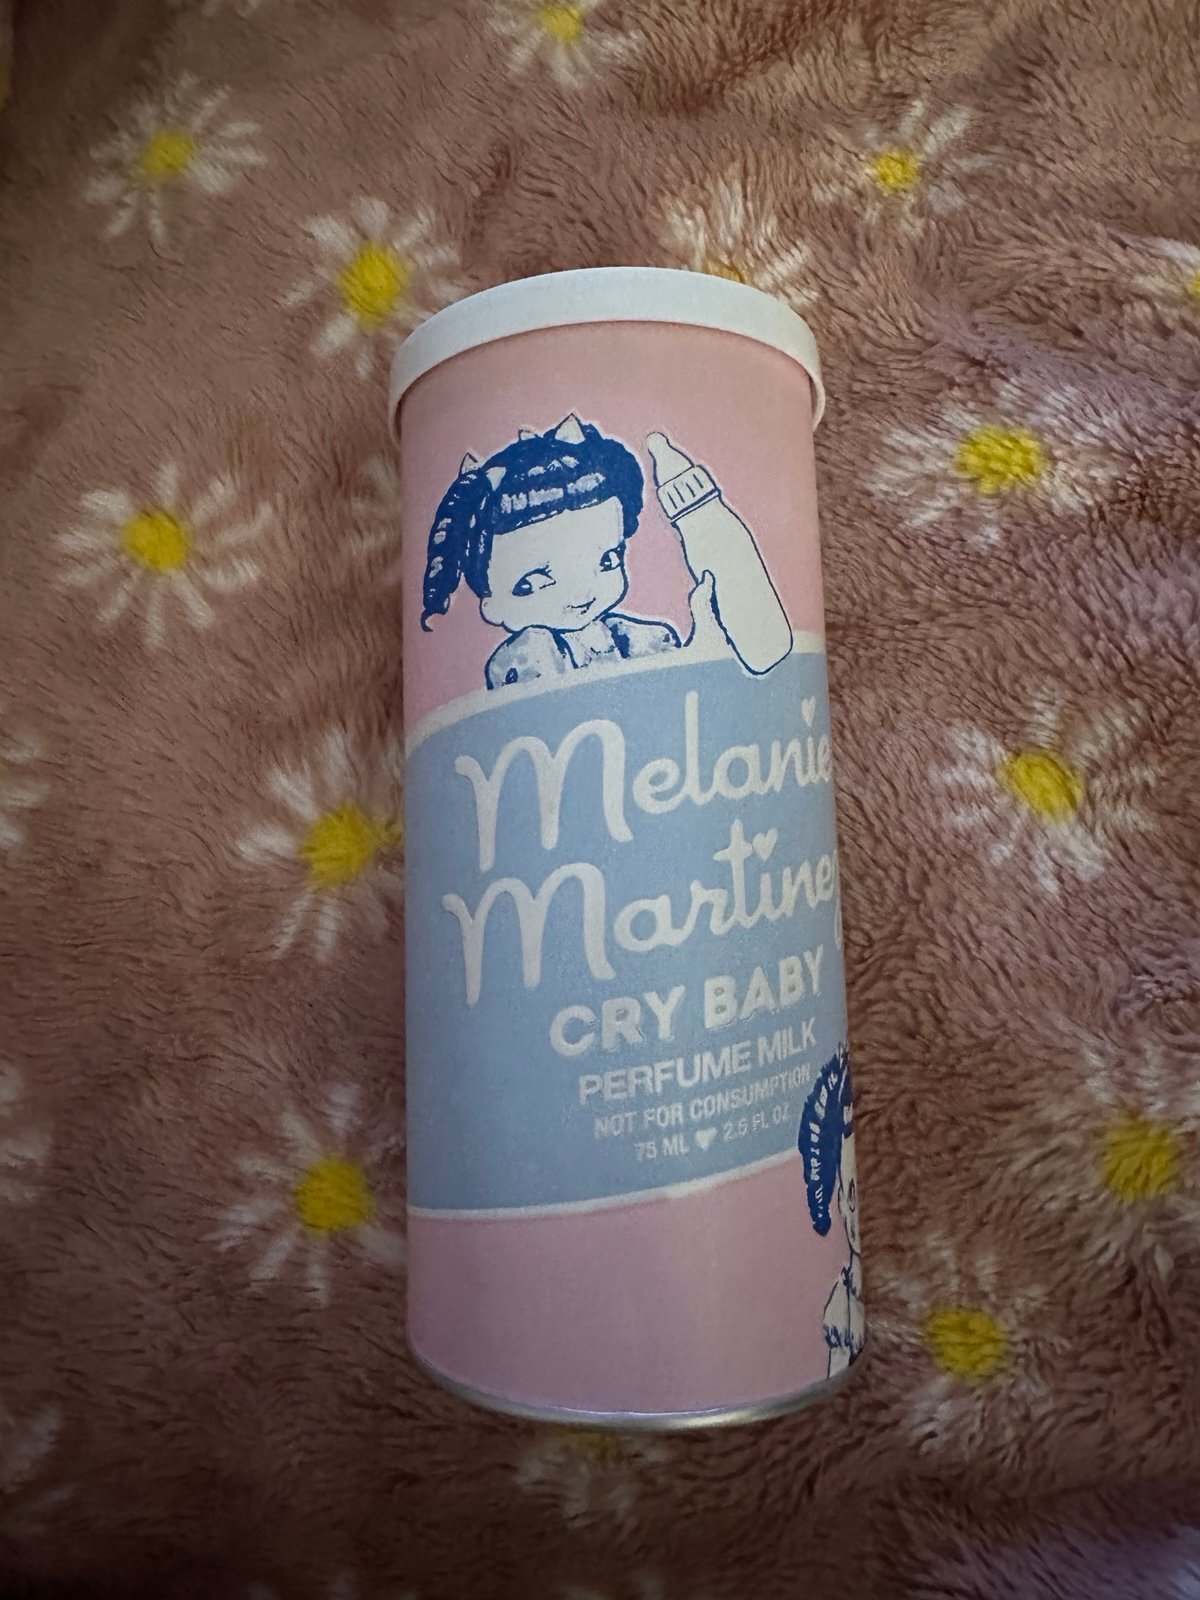 Melanie
Martinez
CRY BABY
PERFUME MILK
NOT FOR CONSUMPTION
75 ML ♥ 2.5 FL OZ